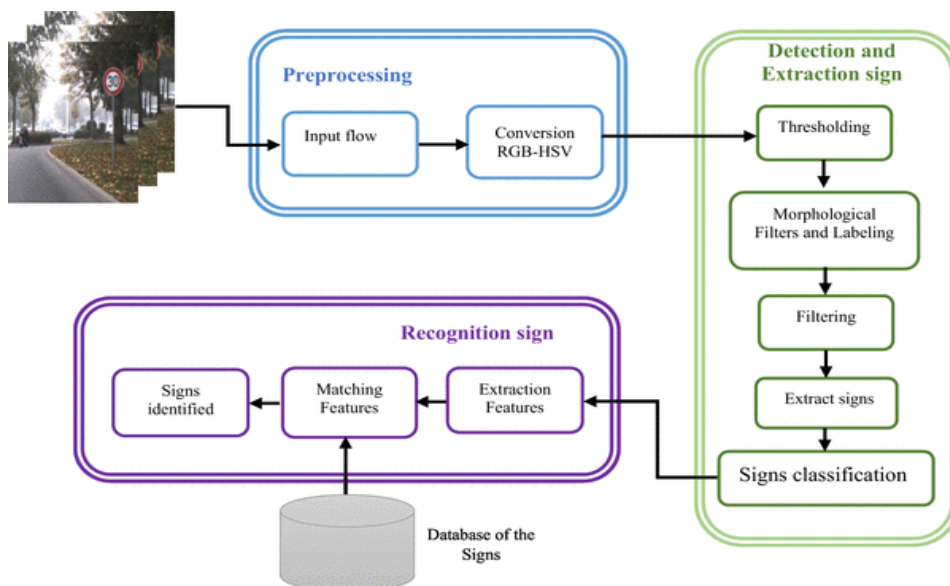 30
Preprocessing
Input flow
Conversion
RGB-HSV
Detection and
Extraction sign
Thresholding
Morphological
Filters and Labeling
Filtering
Extract signs
Signs classification
Recognition sign
Extraction
Features
Matching
Features
Signs
identified
Database of the
Signs